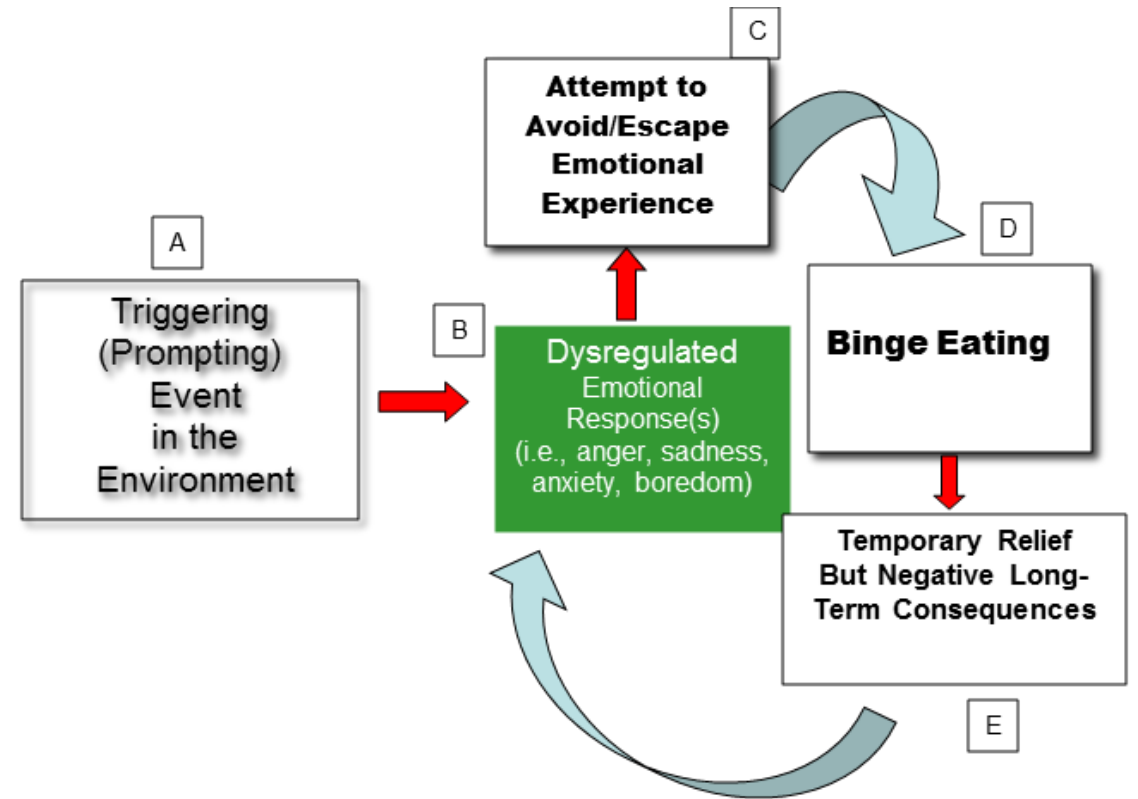 A
Triggering
(Prompting)
Event
in the
Environment
B
Dysregulated
Emotional
Response(s)
(i.e., anger, sadness,
anxiety, boredom)
C
Attempt to
Avoid/Escape
Emotional
Experience
D
Binge Eating
Temporary Relief
But Negative Long-
Term Consequences
E